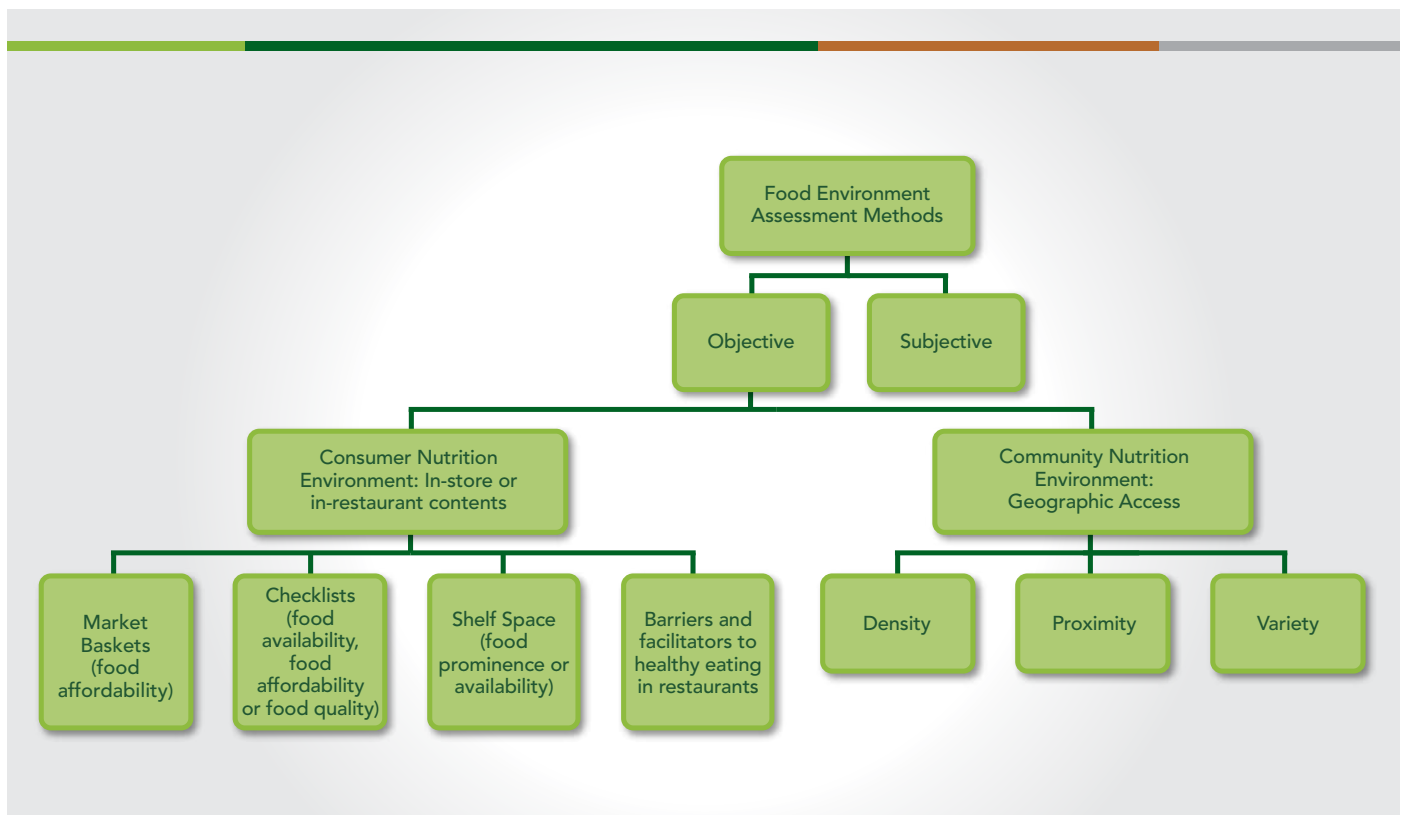 Food Environment
Assessment Methods
Objective
Subjective
Consumer Nutrition
Environment: In-store or
in-restaurant contents
Community Nutrition
Environment:
Geographic Access
Market
Baskets
(food
affordability)
Checklists
(food
availability,
food
affordability
or food quality)
Shelf Space
(food
prominence or
availability)
Barriers and
facilitators to
healthy eating
in restaurants
Density
Proximity
Variety